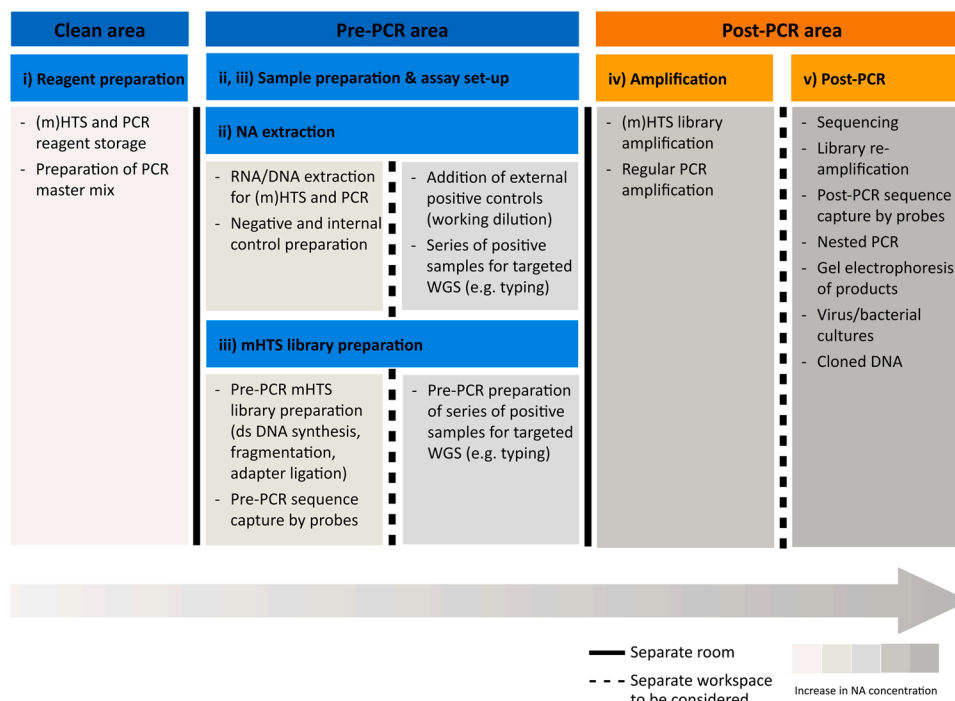 Clean area
Pre-PCR area
Post-PCR area
i) Reagent preparation
ii, iii) Sample preparation & assay set-up
iv) Amplification
v) Post-PCR
- (m)HTS and PCR
reagent storage
- Preparation of PCR
master mix
ii) NA extraction
- RNA/DNA extraction
for (m)HTS and PCR
- Negative and internal
control preparation
- Addition of external
positive controls
(working dilution)
- Series of positive
samples for targeted
WGS (e.g. typing)
iii) mHTS library preparation
- Pre-PCR mHTS
library preparation
(ds DNA synthesis,
fragmentation,
adapter ligation)
- Pre-PCR sequence
capture by probes
- Pre-PCR preparation
of series of positive
samples for targeted
WGS (e.g. typing)
- (m)HTS library
amplification
- Regular PCR
amplification
- Sequencing
- Library re-
amplification
- Post-PCR sequence
capture by probes
- Nested PCR
- Gel electrophoresis
of products
- Virus/bacterial
cultures
- Cloned DNA
Separate room
Separate workspace
to be considered
Increase in NA concentration